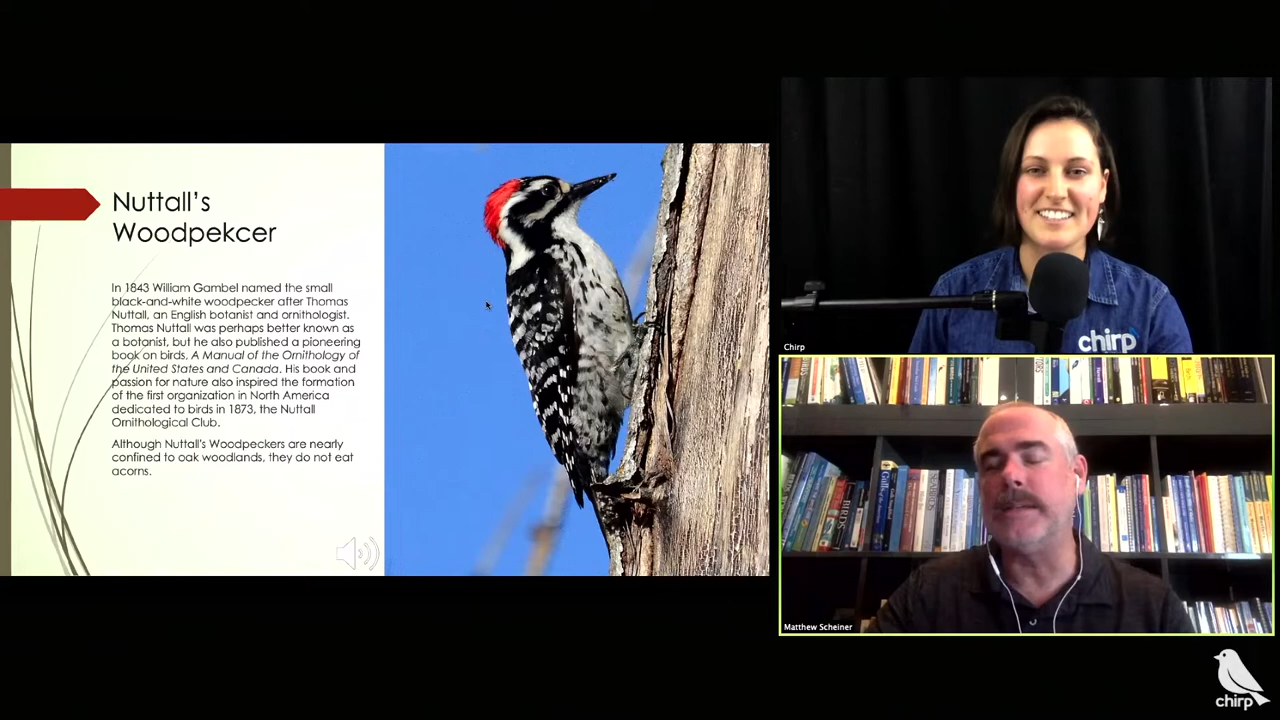 Nuttall's
Woodpekcer
In 1843 William Gambel named the small
black-and-white woodpecker after Thomas
Nuttall, an English botanist and ornithologist.
Thomas Nuttall was perhaps better known as
a botanist, but he also published a pioneering
book on birds, A Manual of the Ornithology of
the United States and Canada. His book and
passion for nature also inspired the formation
of the first organization in North America
dedicated to birds in 1873, the Nuttall
Ornithological Club.
Although Nuttall's Woodpeckers are nearly
confined to oak woodlands, they do not eat
acorns.
chirp
Chirp
BIRDS
Matthew Scheiner
chirp